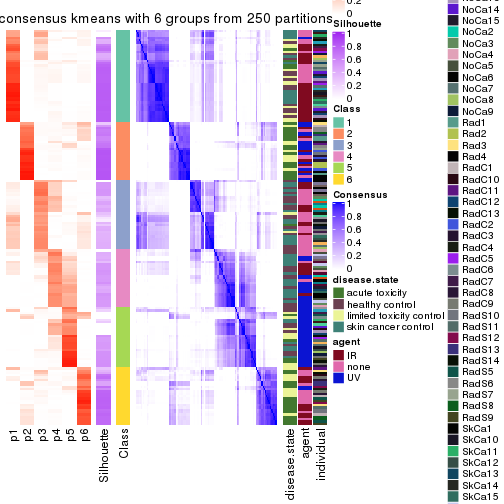 consensus kmeans with 6 groups from 250 partitions
0.2
0
Silhouette
1
0.8
0.6
0.4
0.2
0
Class
1
2
3
4
5
6
Consensus
1
0.8
0.6
0.4
0.2
0
disease.state
acute toxicity
healthy control
limited toxicity control
skin cancer control
agent
IR
none
UV
NoCa14
NoCa15
NoCa2
NoCa3
NoCa4
NoCa5
NoCa6
NoCa7
NoCa8
NoCa9
Rad1
Rad2
Rad3
Rad4
RadC1
RadC10
RadC11
RadC12
RadC13
RadC2
RadC3
RadC4
RadC5
RadC6
RadC7
RadC8
RadC9
RadS10
RadS11
RadS12
RadS13
RadS14
RadS5
RadS6
RadS7
RadS8
RadS9
SkCa1
SkCa10
SkCa11
SkCa12
SkCa13
SkCa14
SkCa15
p1
p2
p3
p4
p5
p6
Silhouette
Class
disease.state
agent
individual